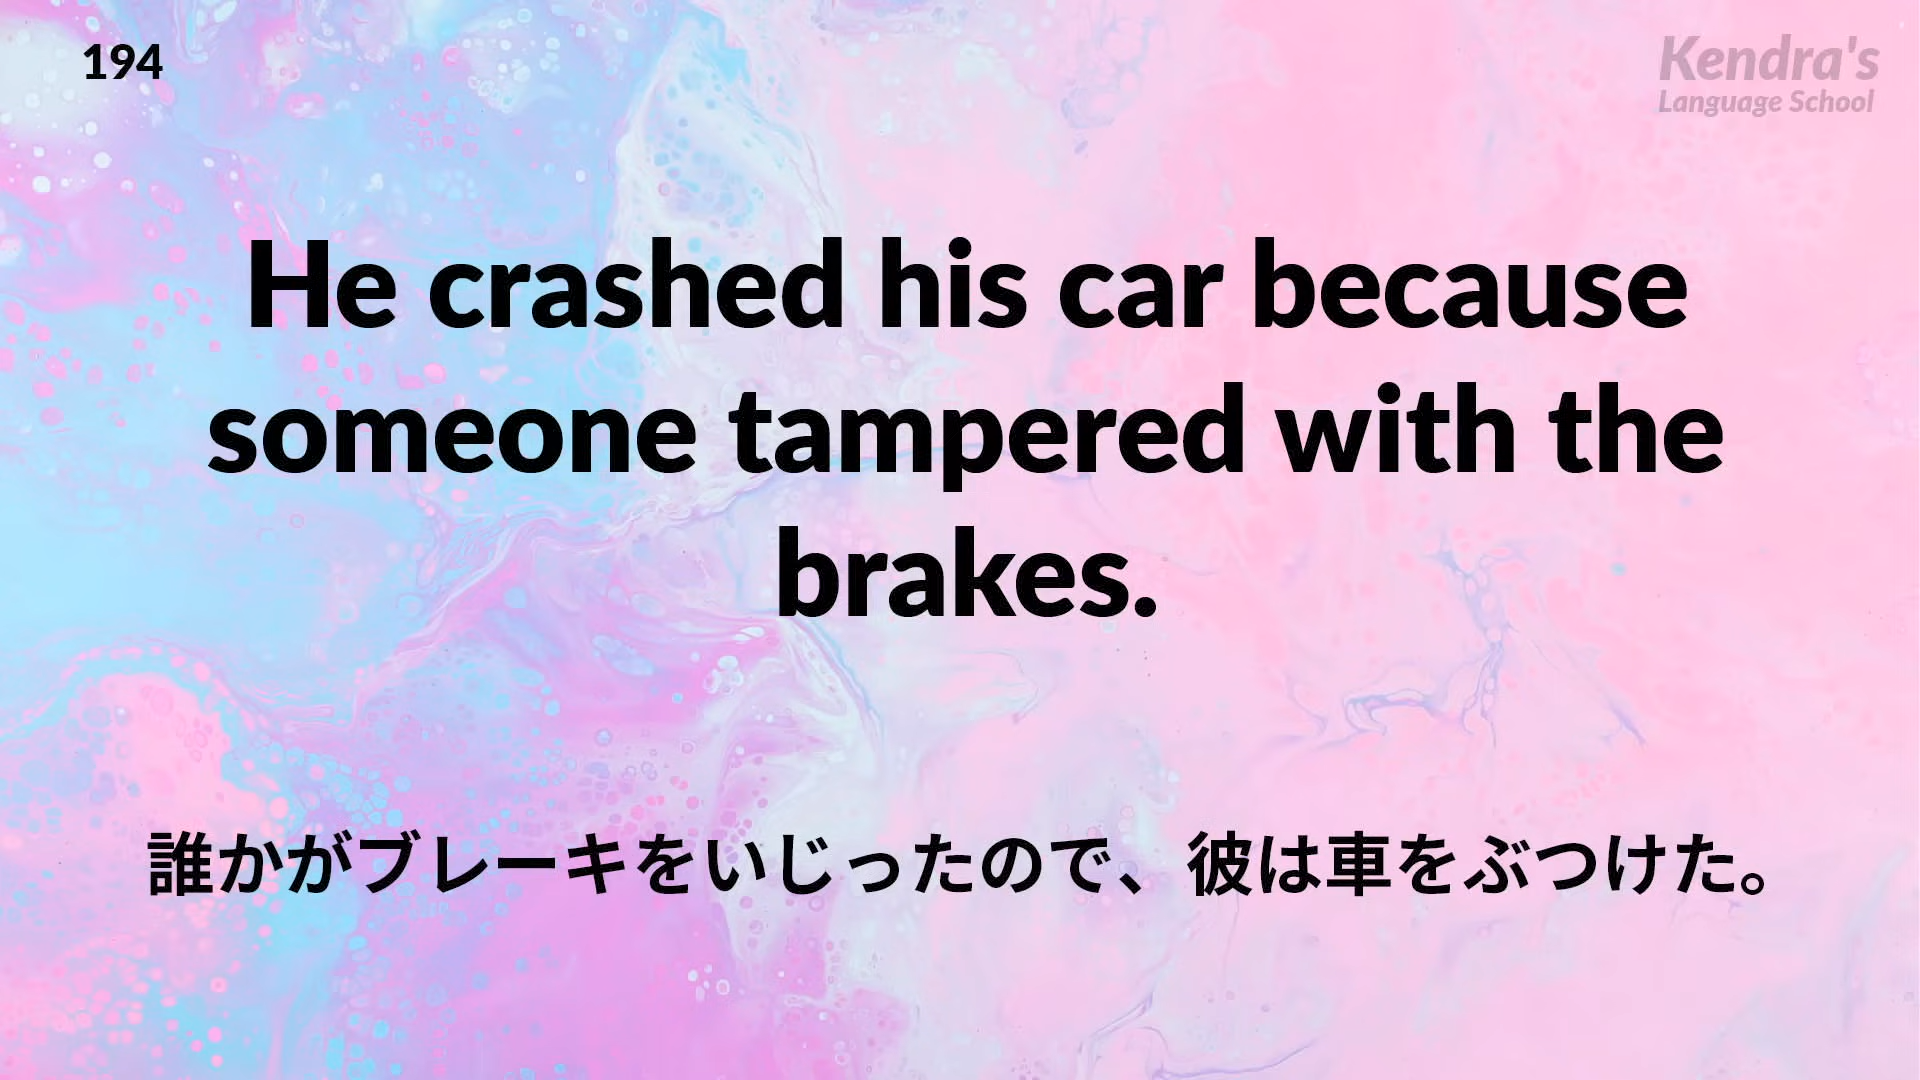 194
Kendra's
Language School
He crashed his car because
someone tampered with the
brakes.
誰かがブレーキをいじったので、彼は車をぶつけた。